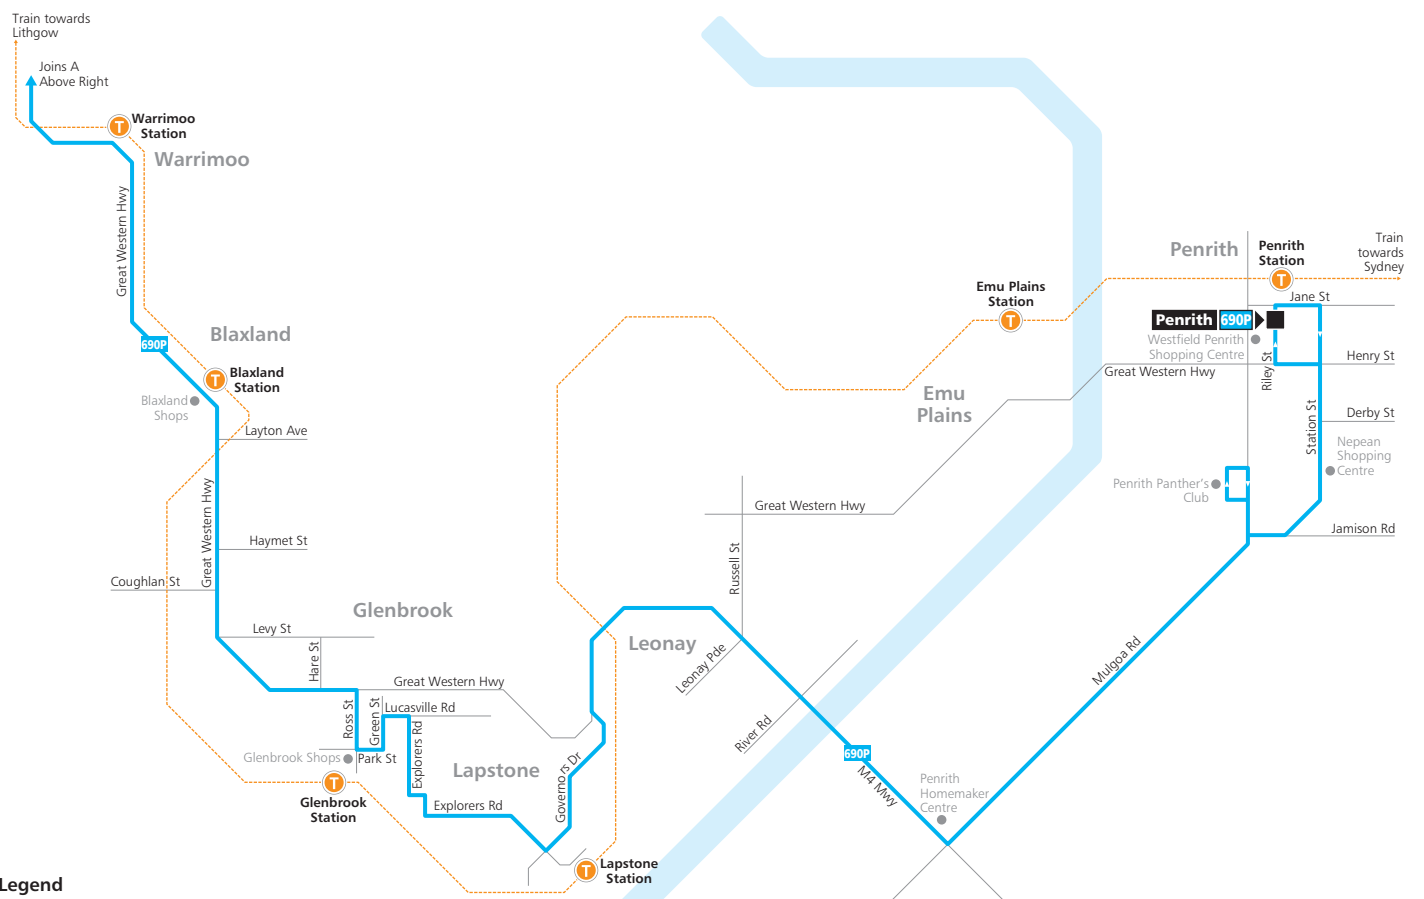 Train towards
Lithgow
Joins A
Above Right
T
Warrimoo
Station
Warrimoo
Great Western Hwy
690P
Blaxland
T
Blaxland
Station
Blaxland
Shops
Layton Ave
Great Western Hwy
Haymet St
Coughlan St
Levy St
Hare St
Glenbrook
Great Western Hwy
Ross St
Green St
Lucasville Rd
Explorers Rd
Glenbrook Shops
Park St
T
Glenbrook
Station
Lapstone
Explorers Rd
Governors Dr
T
Lapstone
Station
Leonay
Leonay Pde
Russell St
Great Western Hwy
River Rd
690P
M4 Mwy
Penrith
Homemaker
Centre
Mulgoa Rd
Emu Plains
Station
T
Emu
Plains
Great Western Hwy
Penrith
Penrith
Station
T
Train
towards
Sydney
Jane St
Penrith 690P
Westfield Penrith
Shopping Centre
Riley St
Henry St
Derby St
Station St
Nepean
Shopping
Centre
Penrith Panther's
Club
Jamison Rd
Legend